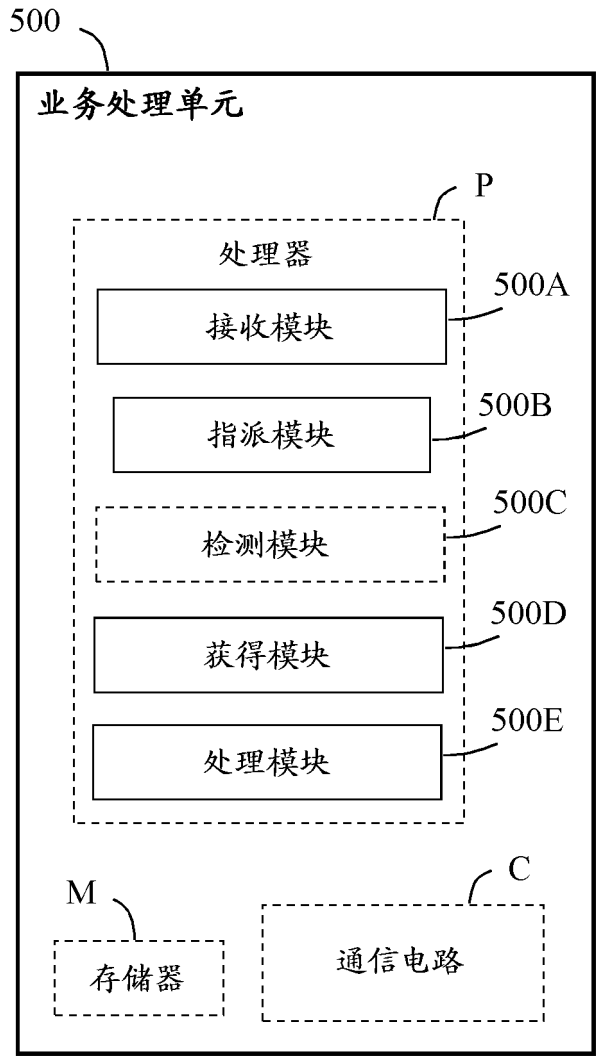 500
业务处理单元
P
处理器
500A
接收模块
500B
指派模块
500C
检测模块
500D
获得模块
500E
处理模块
M
存储器
C
通信电路